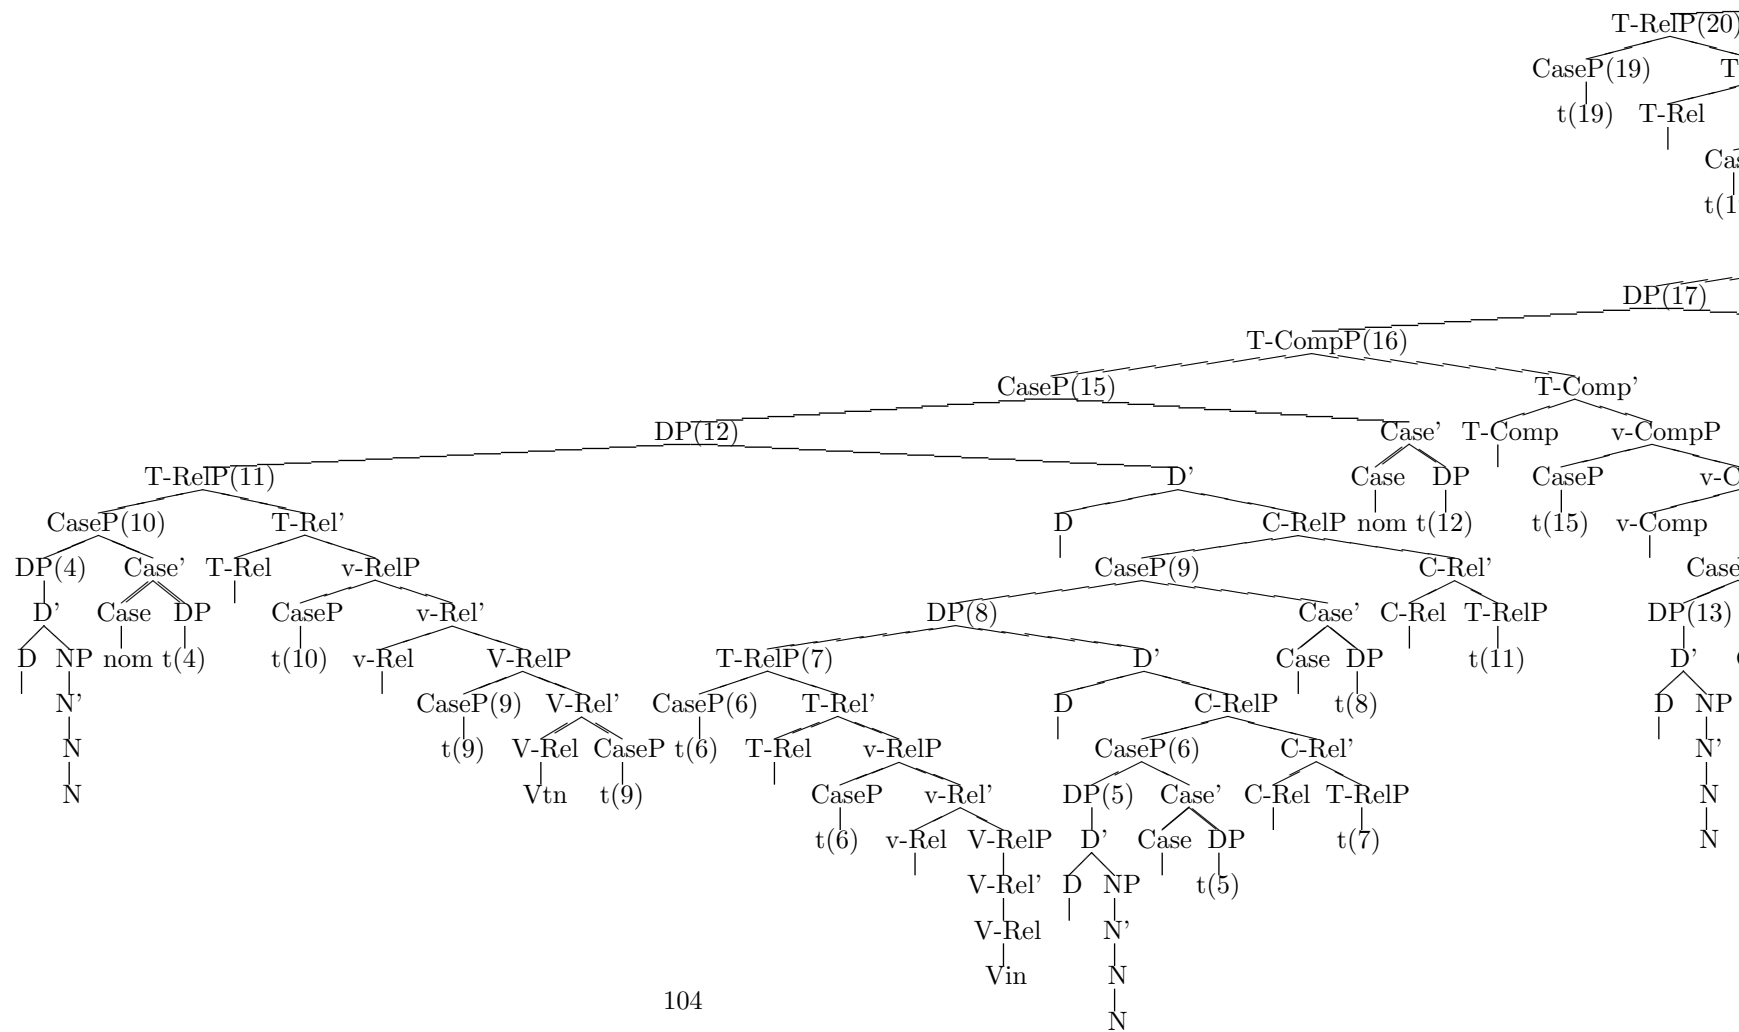 T-RelP(20)
CaseP(19) T
t(19) T-Rel
Cas
t(1
DP(17)
T-CompP(16)
CaseP(15) T-Comp'
DP(12) Case' T-Comp v-CompP
T-RelP(11) D' Case DP CaseP v-C
CaseP(10) T-Rel' D C-RelP nom t(12) t(15) v-Comp
DP(4) Case' T-Rel v-RelP CaseP(9) C-Rel' Case
D' Case DP CaseP v-Rel' DP(8) Case' C-Rel T-RelP DP(13)
D NP nom t(4) t(10) v-Rel V-RelP T-RelP(7) D' Case DP t(11) D'
N' CaseP(9) V-Rel' CaseP(6) T-Rel' D C-RelP t(8) D NP
N t(9) V-Rel CaseP t(6) T-Rel v-RelP CaseP(6) C-Rel' N'
N Vtn t(9) CaseP v-Rel' DP(5) Case' C-Rel T-RelP N
t(6) v-Rel V-RelP D' Case DP t(7) N
V-Rel' D NP t(5)
V-Rel N'
Vin N
104
N